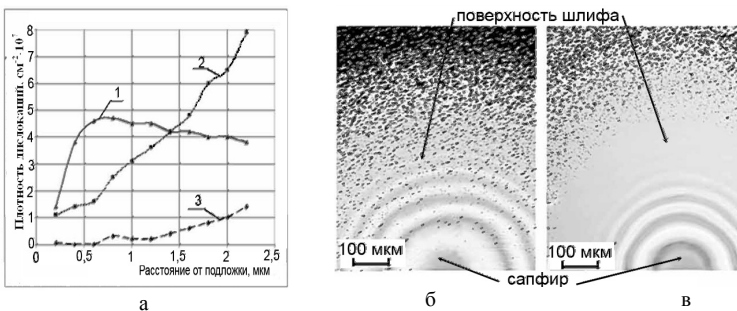 Плотность дислокаций. см⁻²·10⁷
8
7
6
5
4
3
2
1
0
1
2
3
0
0,5
1
1,5
2
2,5
Расстояние от подложки, мкм
а
поверхность шлифа
100 мкм
100 мкм
сапфир
б
в